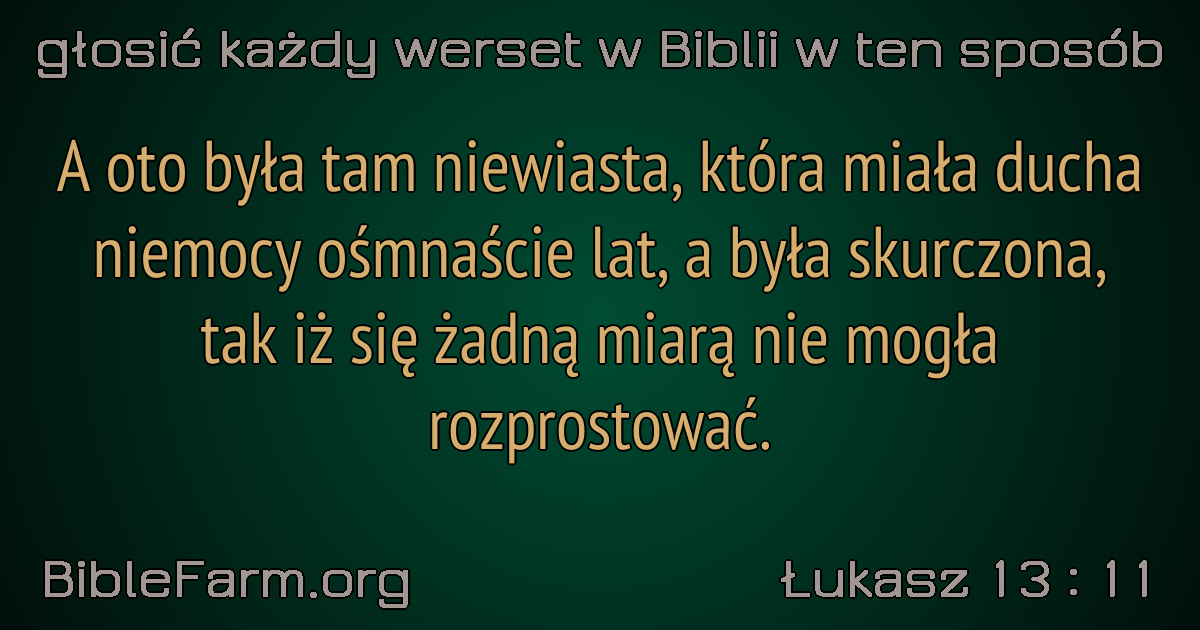 głosić każdy werset w Biblii w ten sposób
A oto była tam niewiasta, która miała ducha
niemocy ośmnaście lat, a była skurczona,
tak iż się żadną miarą nie mogła
rozprostować.
BibleFarm.org
Łukasz 13 : 11